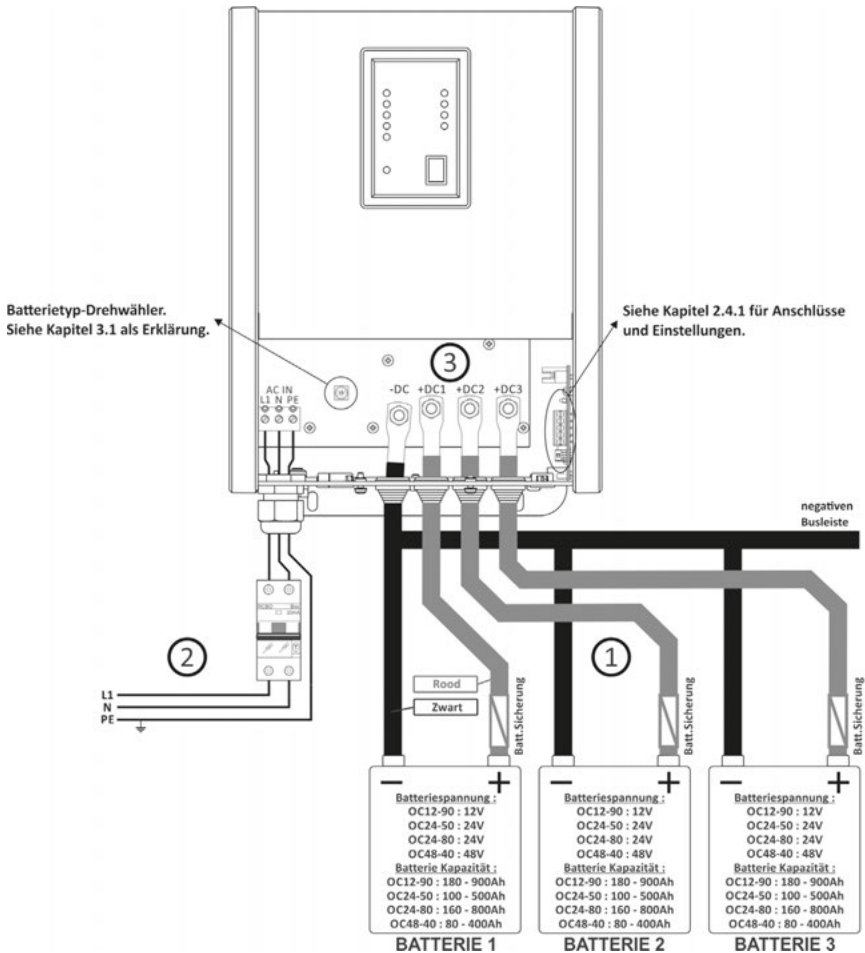 Batterietyp-Drehwähler.
Siehe Kapitel 3.1 als Erklärung.
Siehe Kapitel 2.4.1 für Anschlüsse
und Einstellungen.
3
AC IN
L1 N PE
-DC +DC1 +DC2 +DC3
negativen
Busleiste
2
1
L1
N
PE
Rood
Zwart
Batt.Sicherung
Batt.Sicherung
Batt.Sicherung
− +
Batteriespannung :
OC12-90 : 12V
OC24-50 : 24V
OC24-80 : 24V
OC48-40 : 48V
Batterie Kapazität :
OC12-90 : 180 - 900Ah
OC24-50 : 100 - 500Ah
OC24-80 : 160 - 800Ah
OC48-40 : 80 - 400Ah
BATTERIE 1
− +
Batteriespannung :
OC12-90 : 12V
OC24-50 : 24V
OC24-80 : 24V
OC48-40 : 48V
Batterie Kapazität :
OC12-90 : 180 - 900Ah
OC24-50 : 100 - 500Ah
OC24-80 : 160 - 800Ah
OC48-40 : 80 - 400Ah
BATTERIE 2
− +
Batteriespannung :
OC12-90 : 12V
OC24-50 : 24V
OC24-80 : 24V
OC48-40 : 48V
Batterie Kapazität :
OC12-90 : 180 - 900Ah
OC24-50 : 100 - 500Ah
OC24-80 : 160 - 800Ah
OC48-40 : 80 - 400Ah
BATTERIE 3